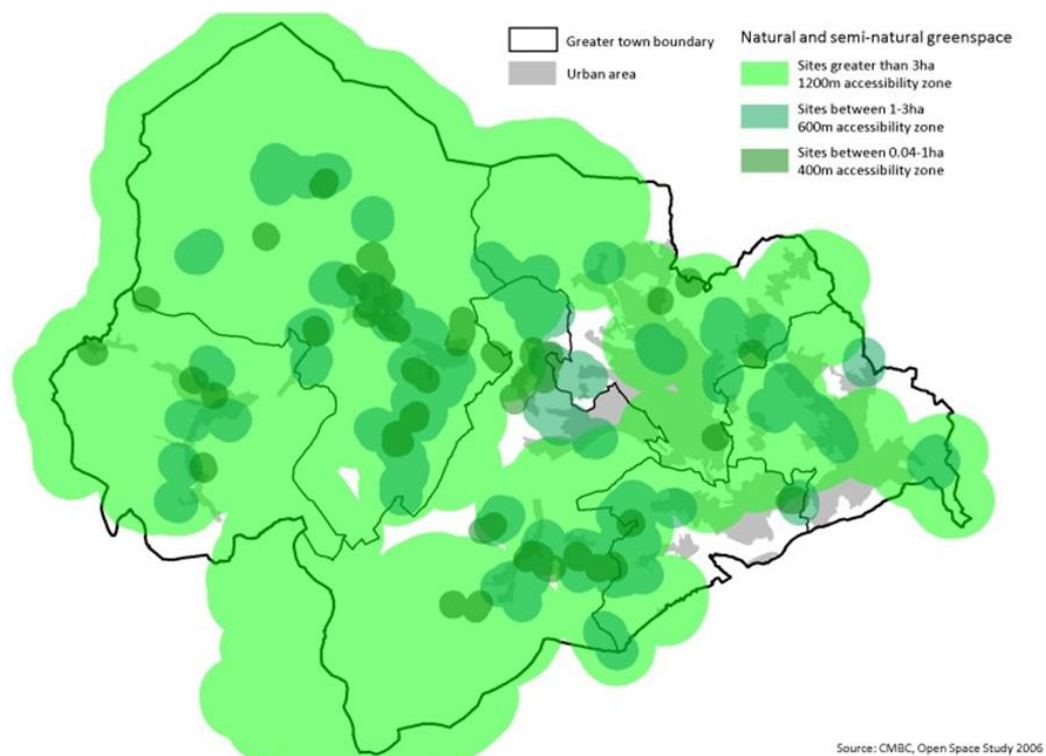 Greater town boundary
Urban area
Natural and semi-natural greenspace
Sites greater than 3ha
1200m accessibility zone
Sites between 1-3ha
600m accessibility zone
Sites between 0.04-1ha
400m accessibility zone
Source: CMBC, Open Space Study 2006